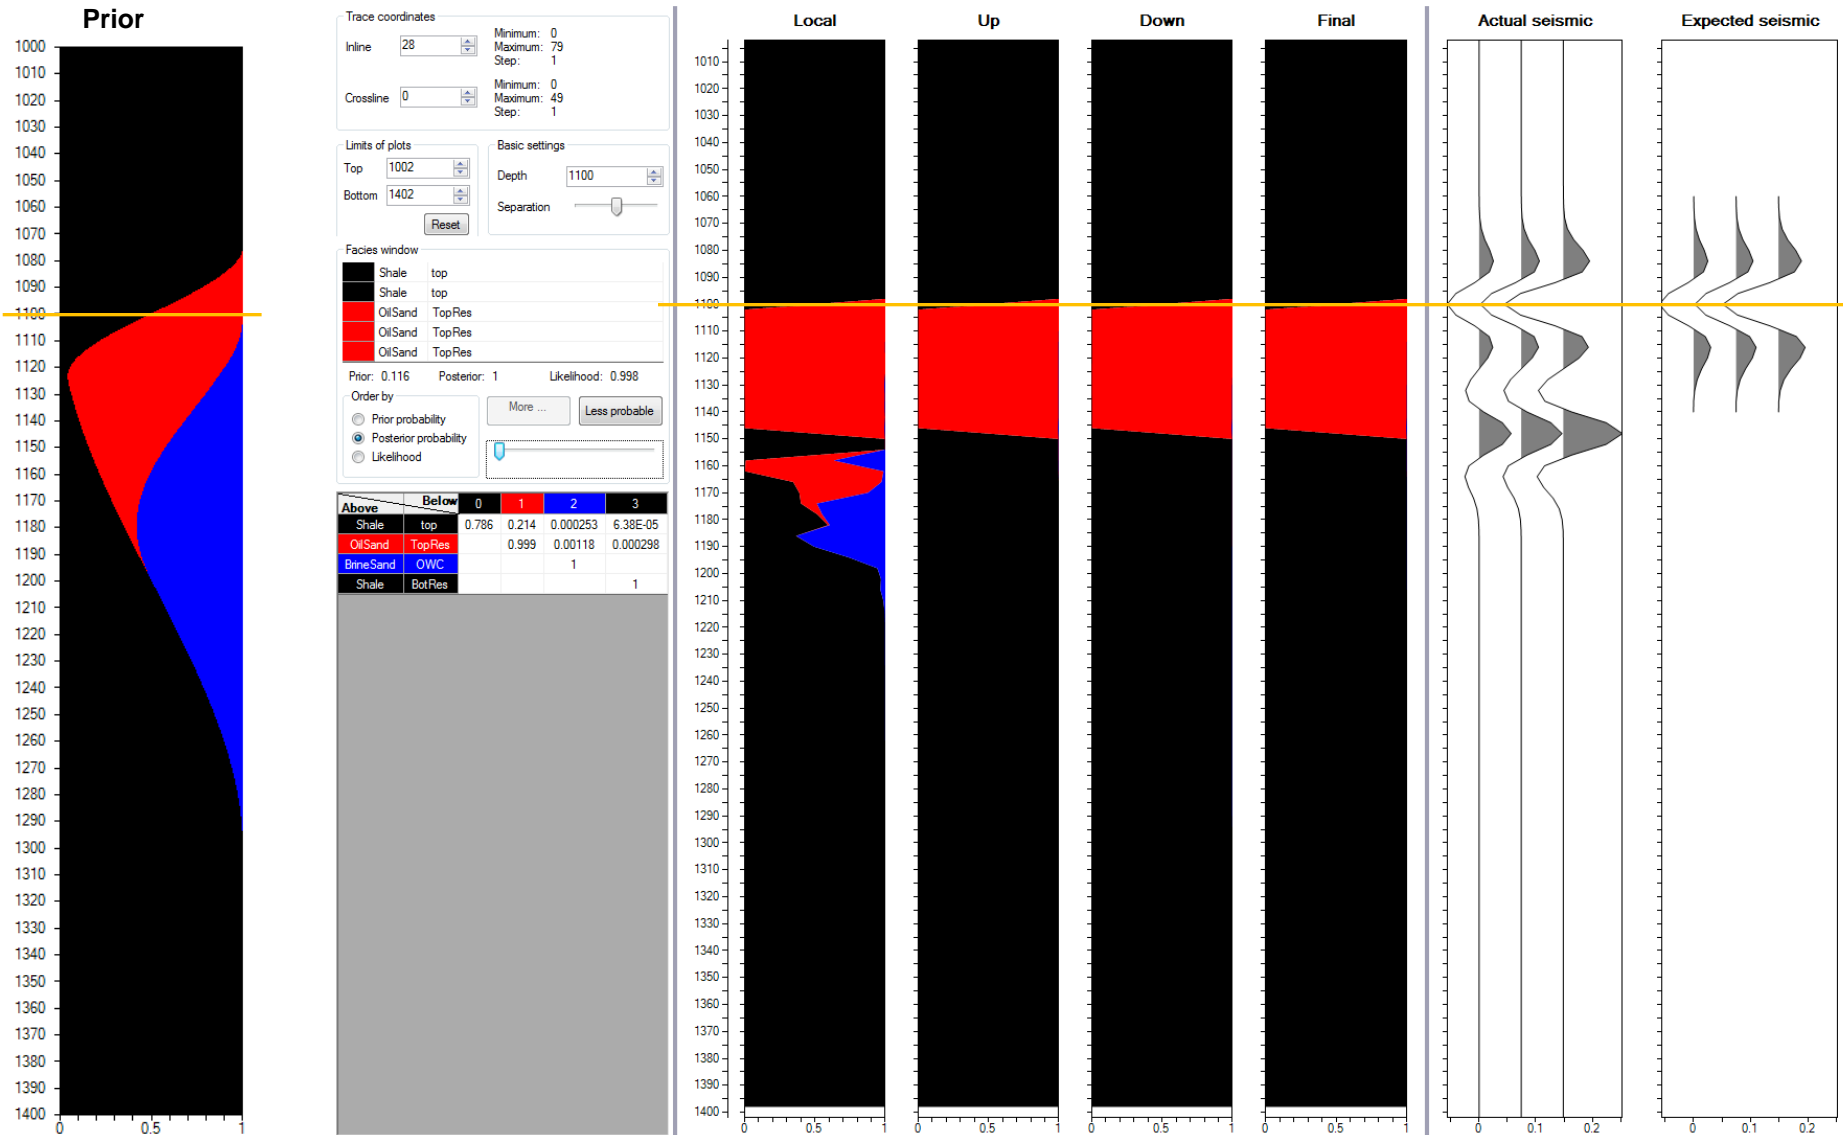 Prior
1000
1010
1020
1030
1040
1050
1060
1070
1080
1090
1100
1110
1120
1130
1140
1150
1160
1170
1180
1190
1200
1210
1220
1230
1240
1250
1260
1270
1280
1290
1300
1310
1320
1330
1340
1350
1360
1370
1380
1390
1400
0 0.5 1
Trace coordinates
Inline 28
Minimum: 0
Maximum: 79
Step: 1
Crossline 0
Minimum: 0
Maximum: 49
Step: 1
Limits of plots
Top 1002
Bottom 1402
Reset
Basic settings
Depth 1100
Separation
Facies window
Shale top
Shale top
OilSand TopRes
OilSand TopRes
OilSand TopRes
Prior: 0.116 Posterior: 1 Likelihood: 0.998
Order by
Prior probability
Posterior probability
Likelihood
More ...
Less probable
Above Below 0 1 2 3
Shale top 0.786 0.214 0.000253 6.38E-05
OilSand TopRes 0.999 0.00118 0.000298
BrineSand OWC 1
Shale BotRes 1
Local Up Down Final Actual seismic Expected seismic
1010
1020
1030
1040
1050
1060
1070
1080
1090
1100
1110
1120
1130
1140
1150
1160
1170
1180
1190
1200
1210
1220
1230
1240
1250
1260
1270
1280
1290
1300
1310
1320
1330
1340
1350
1360
1370
1380
1390
1400
0 0.5 1
0 0.5 1
0 0.5 1
0 0.5 1
0 0.1 0.2
0 0.1 0.2